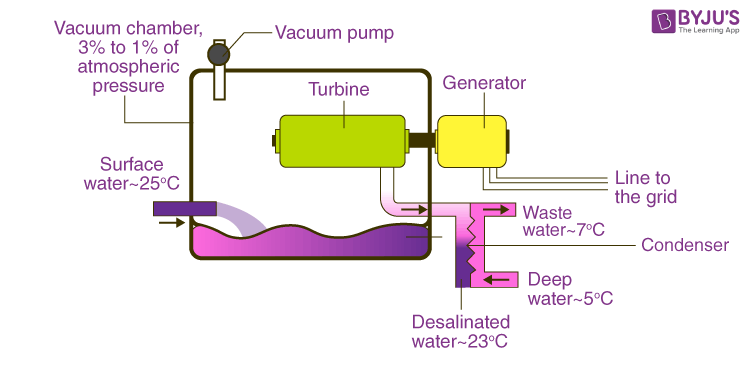 BYJU'S
The Learning App
Vacuum chamber,
3% to 1% of
atmospheric
pressure
Vacuum pump
Turbine
Generator
Surface
water~25°C
Line to
the grid
Waste
water~7°C
Condenser
Deep
water~5°C
Desalinated
water~23°C